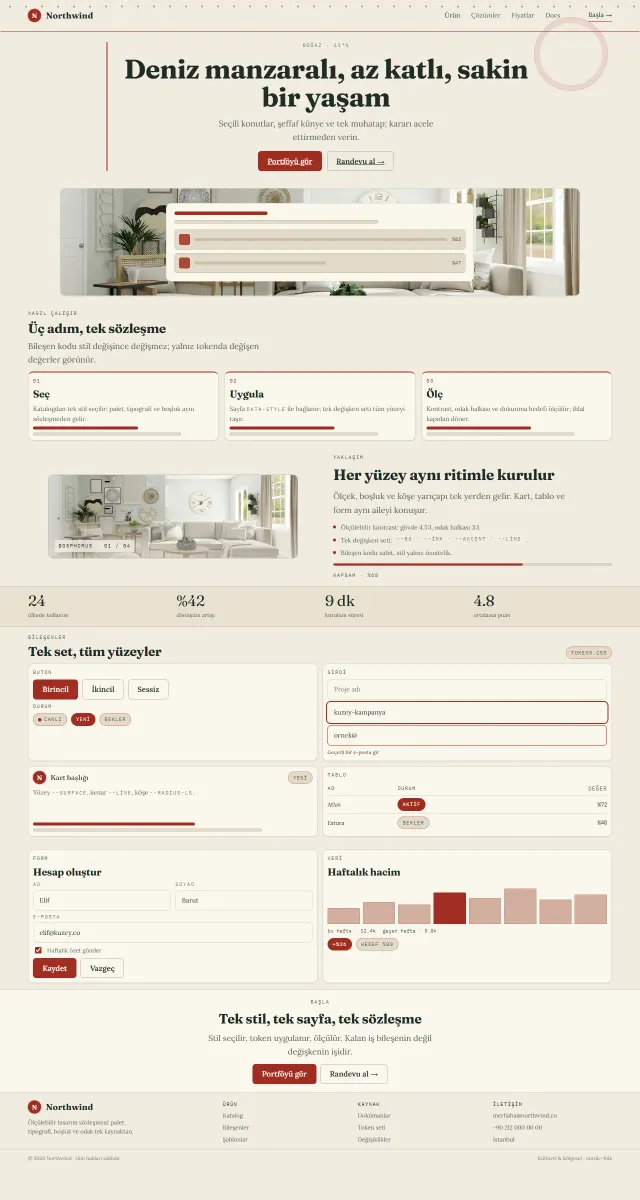 N Northwind
Ürün Çözümler Fiyatlar Docs Başla →
BOĞAZ · 41°N
Deniz manzaralı, az katlı, sakin
bir yaşam
Seçili konutlar, şeffaf künye ve tek muhatap; kararı acele
ettirmeden verin.
Portföyü gör Randevu al →
%82
%47
NASIL ÇALIŞIR
Üç adım, tek sözleşme
Bileşen kodu stil değişince değişmez; yalnız tokenda değişen
değerler görünür.
01
Seç
Katalogdan tek stil seçilir; palet, tipografi ve boşluk aynı
sözleşmeden gelir.
02
Uygula
Sayfa DATA-STYLE ile bağlanır; tek değişken seti tüm yüzeyi
taşır.
03
Ölç
Kontrast, odak halkası ve dokunma hedefi ölçülür; ihlal
kapıdan döner.
BOSPHORUS · 01 / 04
YAKLAŞIM
Her yüzey aynı ritimle kurulur
Ölçek, boşluk ve köşe yarıçapı tek yerden gelir. Kart, tablo ve
form aynı aileyi konuşur.
Ölçülebilir kontrast: gövde 4.5:1, odak halkası 3:1.
Tek değişken seti: --BG · --INK · --ACCENT · --LINE .
Bileşen kodu sabit, stil yalnız öznitelik.
KAPSAM · %68
24
ülkede kullanım
%42
dönüşüm artışı
9 dk
kurulum süresi
4.8
ortalama puan
BİLEŞENLER
Tek set, tüm yüzeyler
TOKENS.CSS
BUTON
Birincil İkincil Sessiz
DURUM
CANLI YENİ BEKLER
GİRDİ
Proje adı
kuzey-kampanya
ornek@
Geçerli bir e-posta gir
N Kart başlığı YENİ
Yüzey --SURFACE, kenar --LINE, köşe --RADIUS-LG.
TABLO
AD DURUM DEĞER
Atlas AKTİF %72
Fatura BEKLER %40
FORM
Hesap oluştur
AD SOYAD
Elif Barut
E-POSTA
elif@kuzey.co
Haftalık özet gönder
Kaydet Vazgeç
VERİ
Haftalık hacim
bu hafta · 12.4k geçen hafta · 9.8k
+%26 HEDEF %80
BAŞLA
Tek stil, tek sayfa, tek sözleşme
Stil seçilir, token uygulanır, ölçülür. Kalan iş bileşenin değil
değişkenin işidir.
Portföyü gör Randevu al →
N Northwind
Ölçülebilir tasarım sözleşmesi: palet,
tipografi, boşluk ve odak tek kaynaktan.
ÜRÜN
Katalog
Bileşenler
Şablonlar
KAYNAK
Dokümanlar
Token seti
Değişiklikler
İLETİŞİM
merhaba@northwind.co
+90 212 000 00 00
İstanbul
© 2026 Northwind · tüm hakları saklıdır